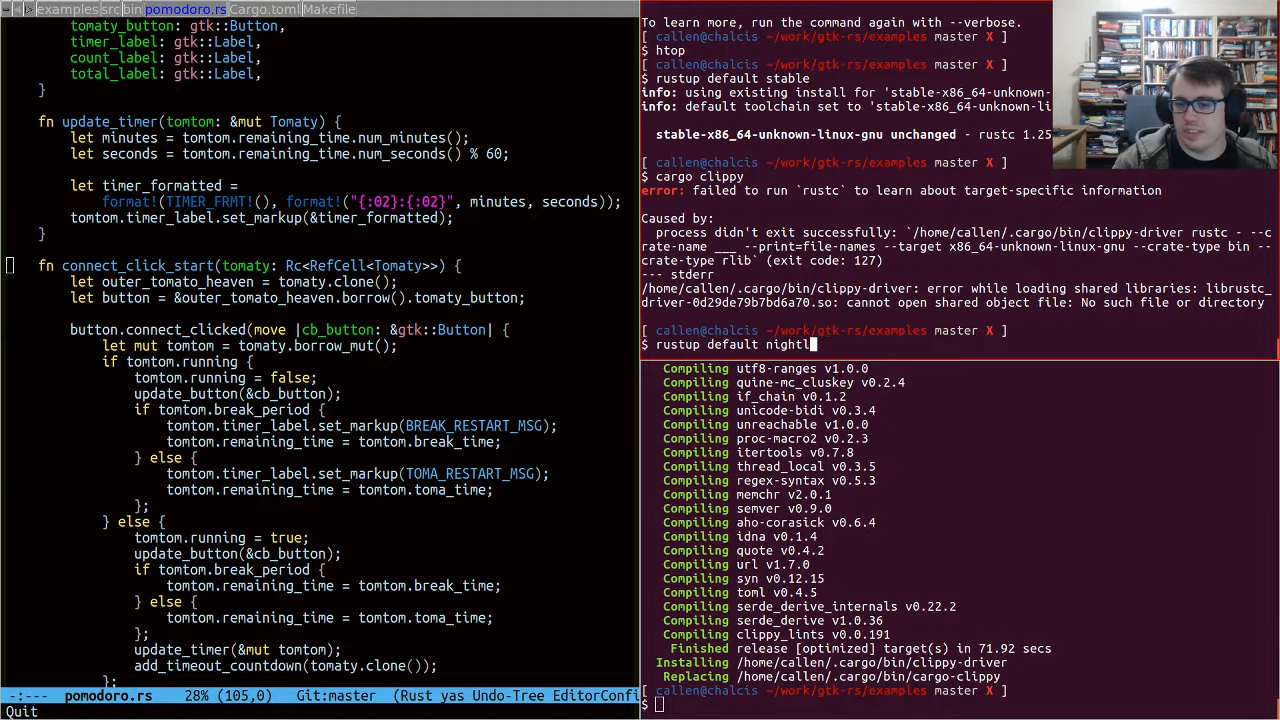 examples src bin pomodoro.rs Cargo.toml Makefile
tomaty_button: gtk::Button,
timer_label: gtk::Label,
count_label: gtk::Label,
total_label: gtk::Label,
}
fn update_timer(tomtom: &mut Tomaty) {
let minutes = tomtom.remaining_time.num_minutes();
let seconds = tomtom.remaining_time.num_seconds() % 60;
let timer_formatted =
format!(TIMER_FRMT!(), format!("{:02}:{:02}", minutes, seconds));
tomtom.timer_label.set_markup(&timer_formatted);
}
fn connect_click_start(tomaty: Rc<RefCell<Tomaty>>) {
let outer_tomato_heaven = tomaty.clone();
let button = &outer_tomato_heaven.borrow().tomaty_button;
button.connect_clicked(move |cb_button: &gtk::Button| {
let mut tomtom = tomaty.borrow_mut();
if tomtom.running {
tomtom.running = false;
update_button(&cb_button);
if tomtom.break_period {
tomtom.timer_label.set_markup(BREAK_RESTART_MSG);
tomtom.remaining_time = tomtom.break_time;
} else {
tomtom.timer_label.set_markup(TOMA_RESTART_MSG);
tomtom.remaining_time = tomtom.toma_time;
};
} else {
tomtom.running = true;
update_button(&cb_button);
if tomtom.break_period {
tomtom.remaining_time = tomtom.break_time;
} else {
tomtom.remaining_time = tomtom.toma_time;
};
update_timer(&mut tomtom);
add_timeout_countdown(tomaty.clone());
};
-:--- pomodoro.rs 28% (105,0) Git:master (Rust yas Undo-Tree EditorConfi
Quit
To learn more, run the command again with --verbose.
[ callen@chalcis ~/work/gtk-rs/examples master X ]
$ htop
[ callen@chalcis ~/work/gtk-rs/examples master X ]
$ rustup default stable
info: using existing install for 'stable-x86_64-unknown-
info: default toolchain set to 'stable-x86_64-unknown-li
stable-x86_64-unknown-linux-gnu unchanged - rustc 1.25
[ callen@chalcis ~/work/gtk-rs/examples master X ]
$ cargo clippy
error: failed to run `rustc` to learn about target-specific information
Caused by:
process didn't exit successfully: `/home/callen/.cargo/bin/clippy-driver rustc - --c
rate-name ___ --print=file-names --target x86_64-unknown-linux-gnu --crate-type bin --
crate-type rlib` (exit code: 127)
--- stderr
/home/callen/.cargo/bin/clippy-driver: error while loading shared libraries: librustc_
driver-0d29de79b7bd6a70.so: cannot open shared object file: No such file or directory
[ callen@chalcis ~/work/gtk-rs/examples master X ]
$ rustup default nightl
Compiling utf8-ranges v1.0.0
Compiling quine-mc_cluskey v0.2.4
Compiling if_chain v0.1.2
Compiling unicode-bidi v0.3.4
Compiling unreachable v1.0.0
Compiling proc-macro2 v0.2.3
Compiling itertools v0.7.8
Compiling thread_local v0.3.5
Compiling regex-syntax v0.5.3
Compiling memchr v2.0.1
Compiling semver v0.9.0
Compiling aho-corasick v0.6.4
Compiling idna v0.1.4
Compiling quote v0.4.2
Compiling url v1.7.0
Compiling syn v0.12.15
Compiling toml v0.4.5
Compiling serde_derive_internals v0.22.2
Compiling serde_derive v1.0.36
Compiling clippy_lints v0.0.191
Finished release [optimized] target(s) in 71.92 secs
Installing /home/callen/.cargo/bin/clippy-driver
Replacing /home/callen/.cargo/bin/cargo-clippy
[ callen@chalcis ~/work/gtk-rs/examples master X ]
$